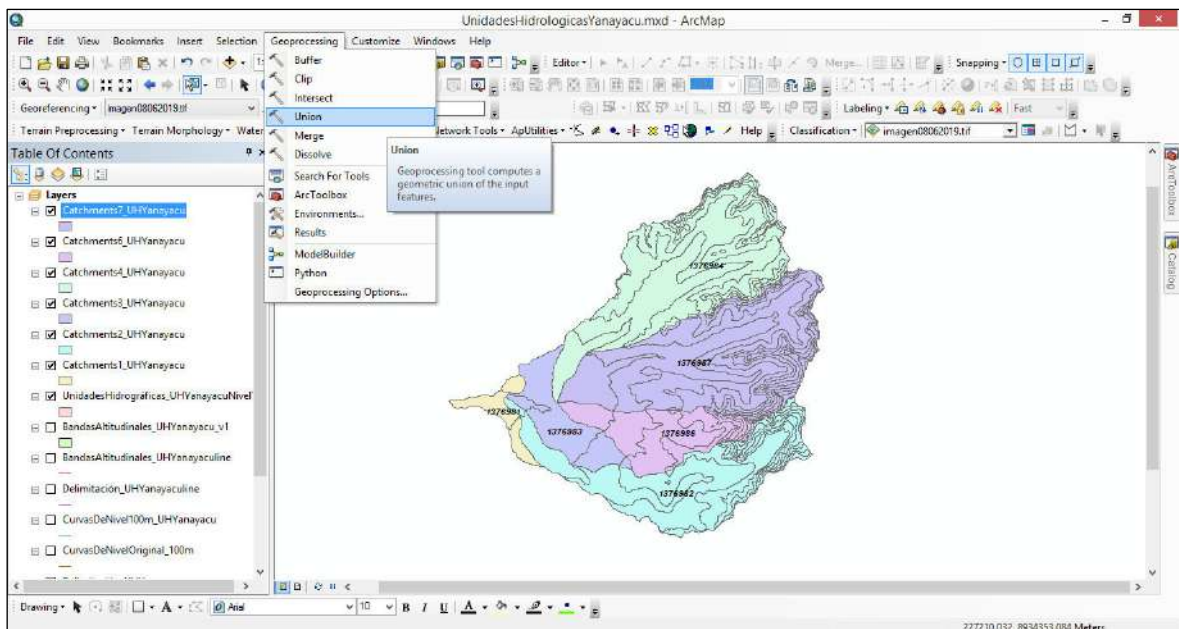 UnidadesHidrologicasYanayacu.mxd - ArcMap
File Edit View Bookmarks Insert Selection Geoprocessing Customize Windows Help
Editor
Merge...
Snapping
Georeferencing imagen08062019.tif
Labeling
Fast
Terrain Preprocessing Terrain Morphology Water
Network Tools ApUtilities Help
Classification imagen08062019.tif
Buffer
Clip
Intersect
Union
Merge
Dissolve
Search For Tools
ArcToolbox
Environments...
Results
ModelBuilder
Python
Geoprocessing Options...
Union
Geoprocessing tool computes a
geometric union of the input
features.
Table Of Contents
Layers
Catchments7_UHYanayacu
Catchments6_UHYanayacu
Catchments4_UHYanayacu
Catchments3_UHYanayacu
Catchments2_UHYanayacu
Catchments1_UHYanayacu
UnidadesHidrográficas_UHYanayacuNivel
BandasAltitudinales_UHYanayacu_v1
BandasAltitudinales_UHYanayaculine
Delimitación_UHYanayaculine
CurvasDeNivel100m_UHYanayacu
CurvasDeNivelOriginal_100m
1376984
1376987
1376981
1376983
1376986
1376982
ArcToolbox
Catalog
Drawing
Arial
10
B I U A
227210.032 8934353.084 Meters